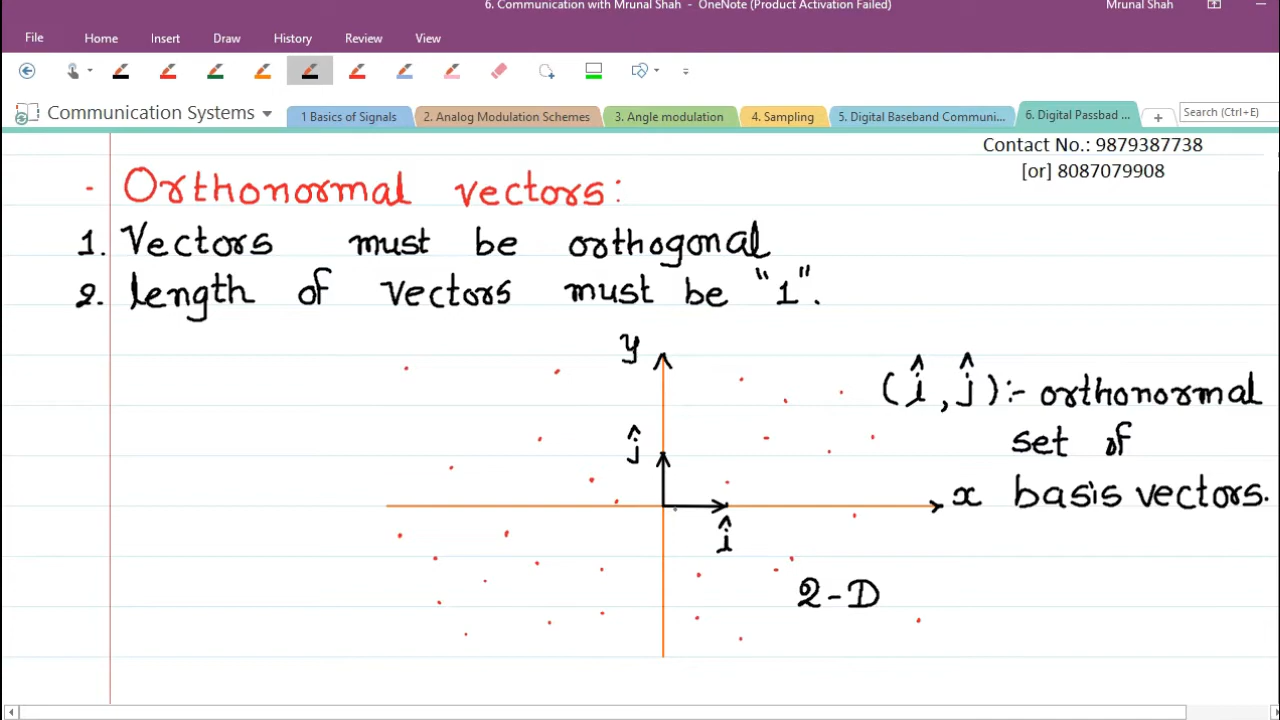 6. Communication with Mrunal Shah - OneNote (Product Activation Failed)
Mrunal Shah
File Home Insert Draw History Review View
Communication Systems
1 Basics of Signals
2. Analog Modulation Schemes
3. Angle modulation
4. Sampling
5. Digital Baseband Communi...
6. Digital Passbad ...
Search (Ctrl+E)
Contact No.: 9879387738
[or] 8087079908
- Orthonormal vectors:
1. Vectors must be orthogonal
2. length of vectors must be "1".
y
(î, ĵ) :- orthonormal
set of
basis vectors.
ĵ
x
î
2-D